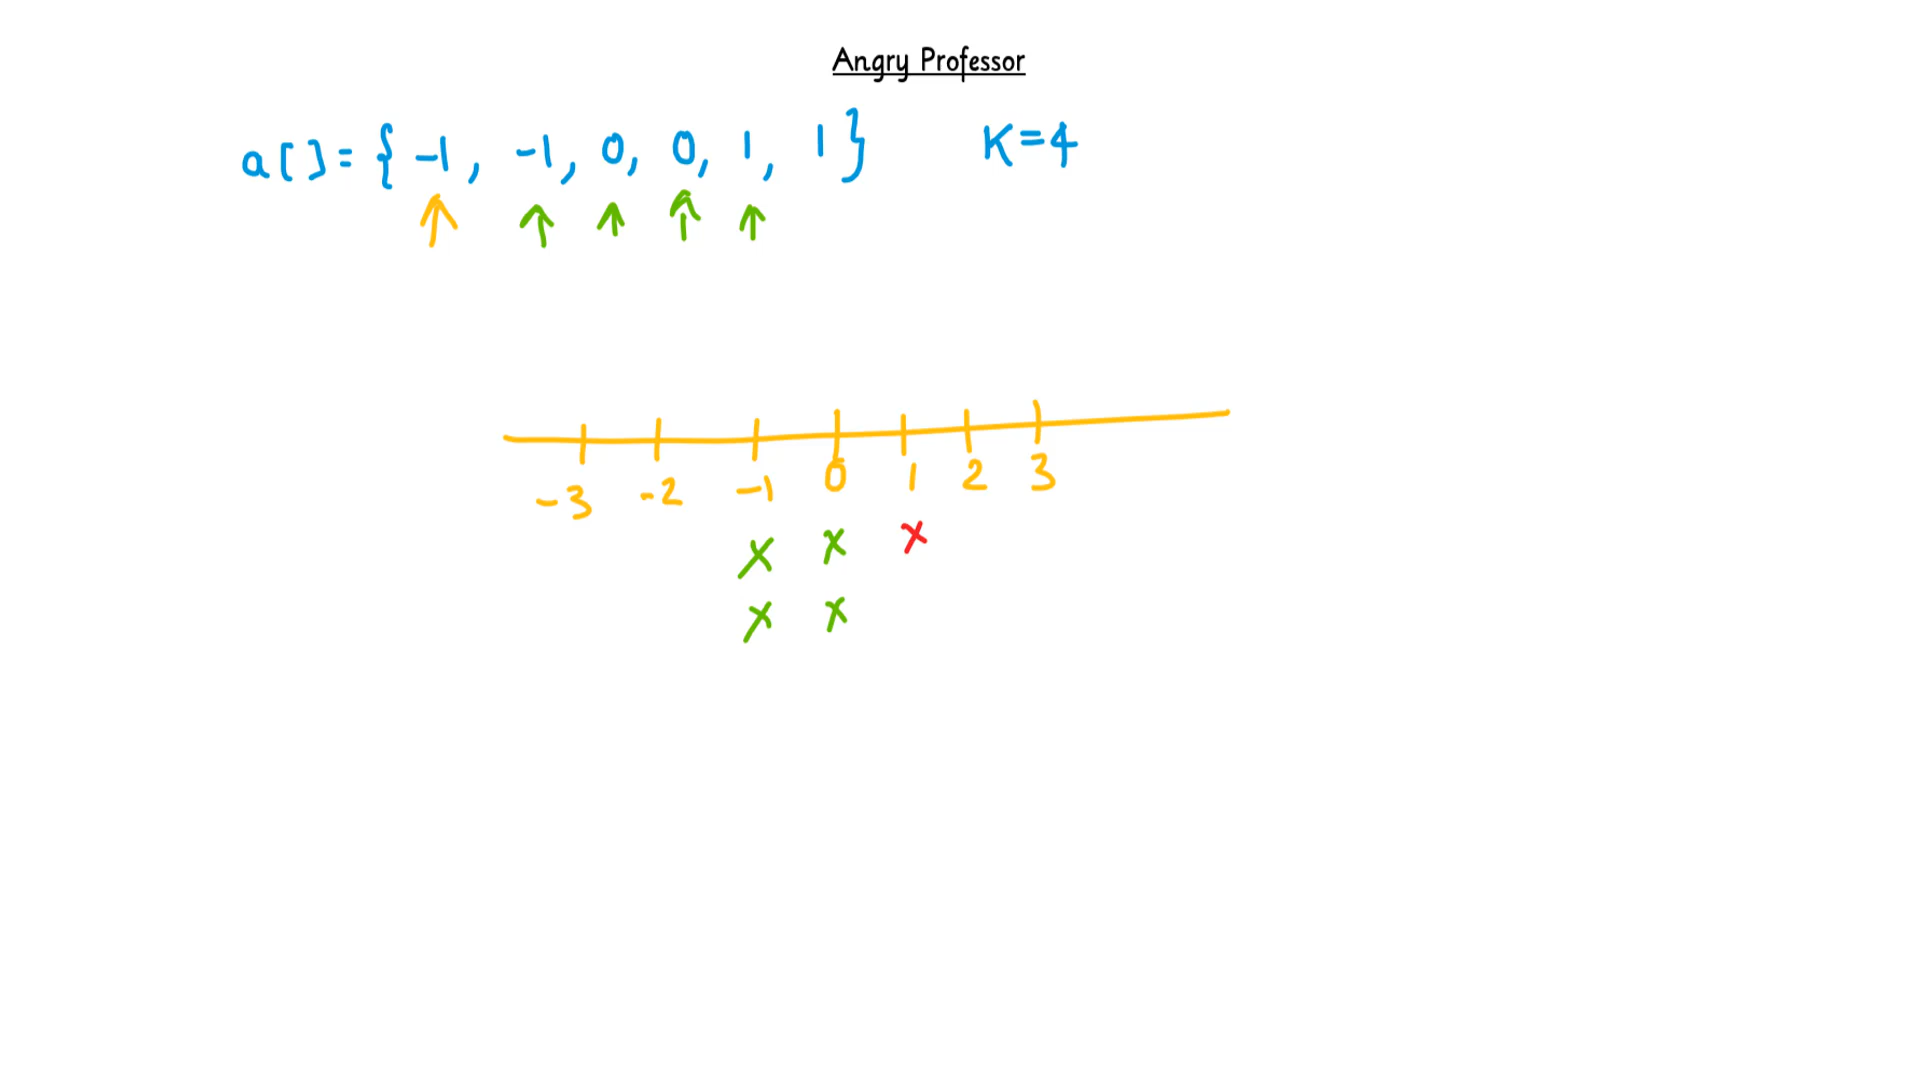 Angry Professor
a[]={-1, -1, 0, 0, 1, 1} K=4
-3 -2 -1 0 1 2 3
x x x
x x